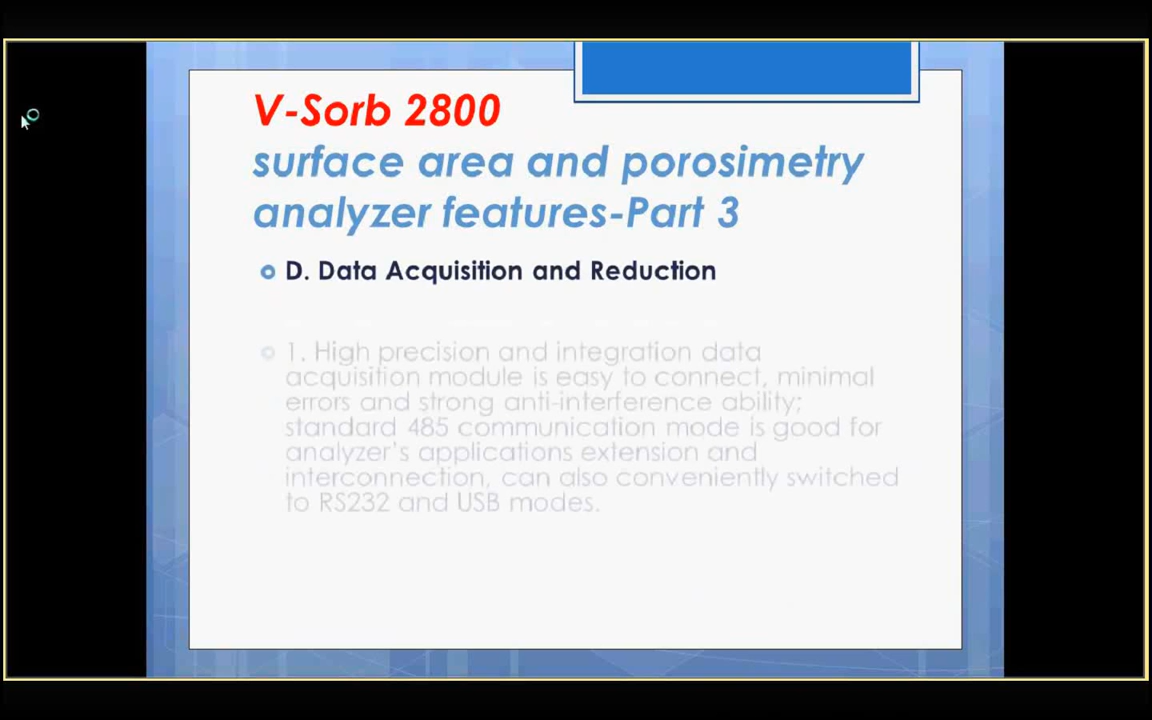 V-Sorb 2800
surface area and porosimetry
analyzer features-Part 3
D. Data Acquisition and Reduction
1. High precision and integration data
acquisition module is easy to connect, minimal
errors and strong anti-interference ability;
standard 485 communication mode is good for
analyzer's applications extension and
interconnection, can also conveniently switched
to RS232 and USB modes.